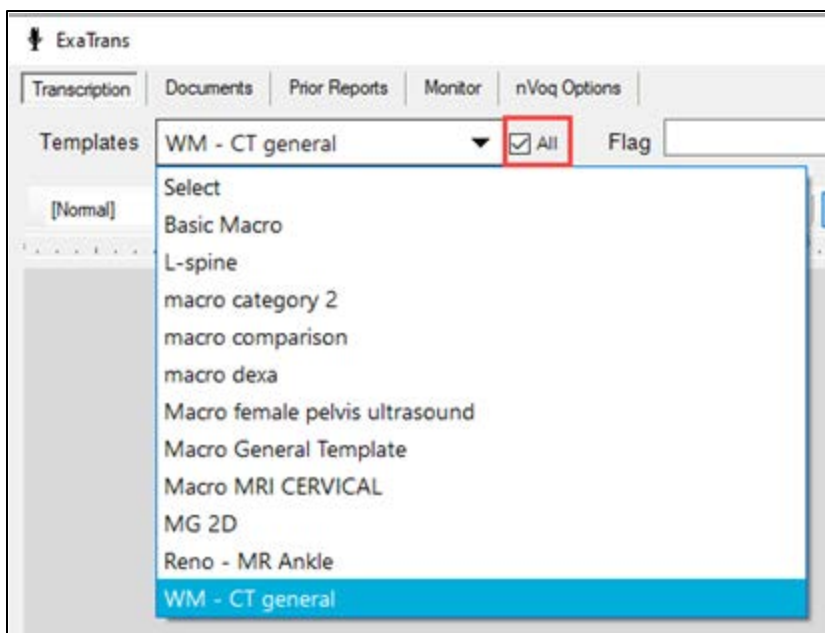 ExaTrans
Transcription Documents Prior Reports Monitor nVoq Options
Templates WM - CT general All Flag
Select
[Normal]
Basic Macro
L-spine
macro category 2
macro comparison
macro dexa
Macro female pelvis ultrasound
Macro General Template
Macro MRI CERVICAL
MG 2D
Reno - MR Ankle
WM - CT general